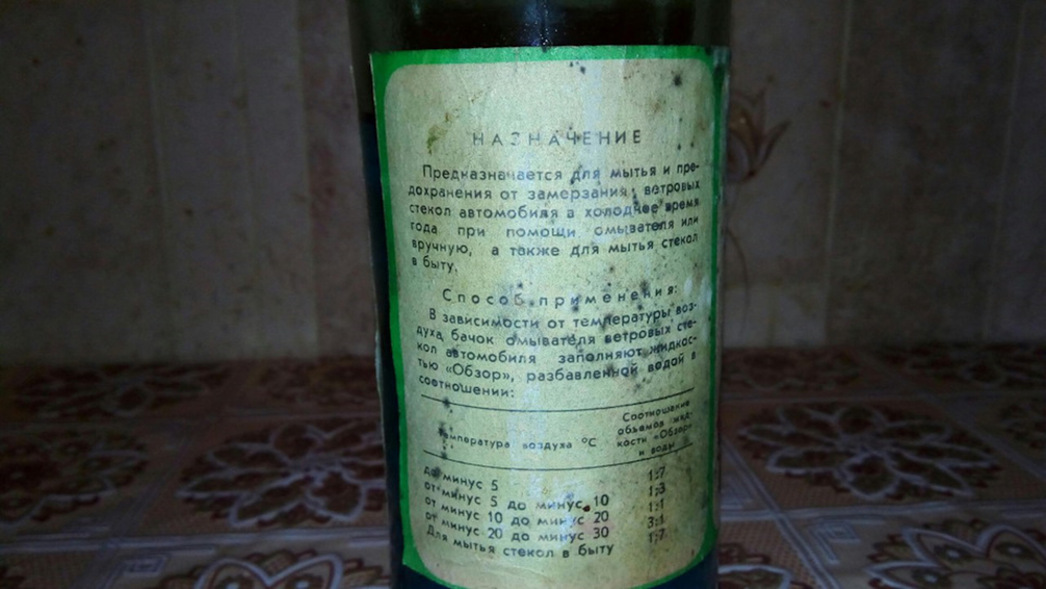 НАЗНАЧЕНИЕ
Предназначается для мытья и пре-
дохранения от замерзания ветровых
стекол автомобиля в холодное время
года при помощи омывателя или
вручную, а также для мытья стекол
в быту.
Способ применения:
В зависимости от температуры воз-
духа бачок омывателя ветровых сте-
кол автомобиля заполняют жидкос-
тью «Обзор», разбавленной водой в
соотношении:
Температура воздуха °С
Соотношение
объемов жид-
кости «Обзор»
и воды
до минус 5 1:7
от минус 5 до минус 10 1:3
от минус 10 до минус 20 1:1
от минус 20 до минус 30 3:1
Для мытья стекол в быту 1:7